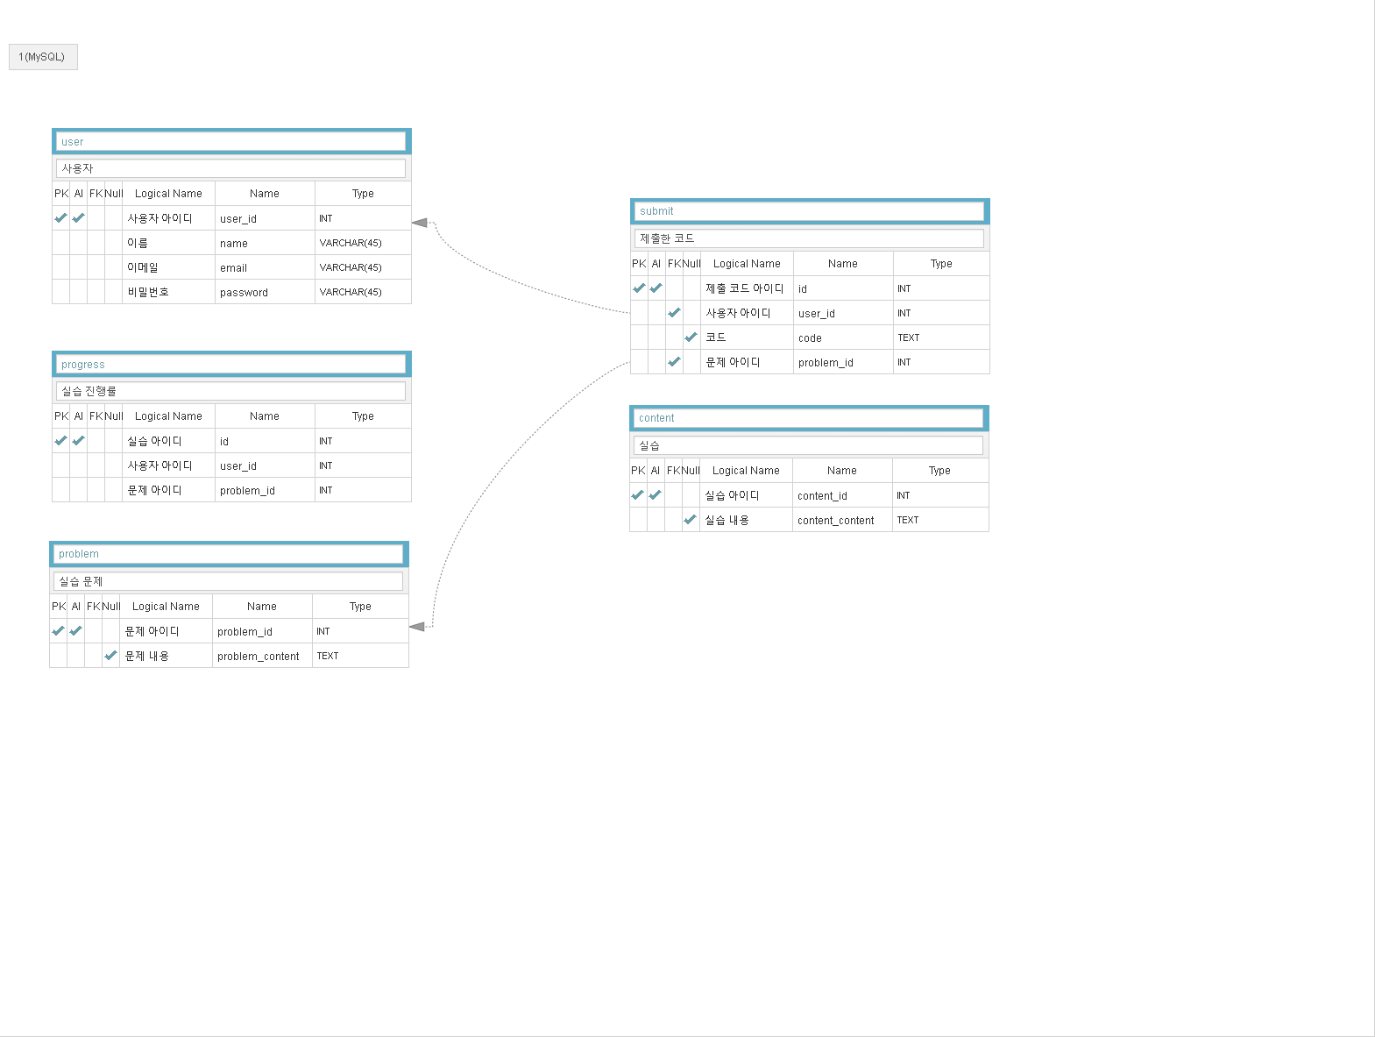 1(MySQL)
user
사용자
PK AI FK Null Logical Name Name Type
사용자 아이디 user_id INT
이름 name VARCHAR(45)
이메일 email VARCHAR(45)
비밀번호 password VARCHAR(45)
submit
제출한 코드
PK AI FK Null Logical Name Name Type
제출 코드 아이디 id INT
사용자 아이디 user_id INT
코드 code TEXT
문제 아이디 problem_id INT
progress
실습 진행률
PK AI FK Null Logical Name Name Type
실습 아이디 id INT
사용자 아이디 user_id INT
문제 아이디 problem_id INT
content
실습
PK AI FK Null Logical Name Name Type
실습 아이디 content_id INT
실습 내용 content_content TEXT
problem
실습 문제
PK AI FK Null Logical Name Name Type
문제 아이디 problem_id INT
문제 내용 problem_content TEXT